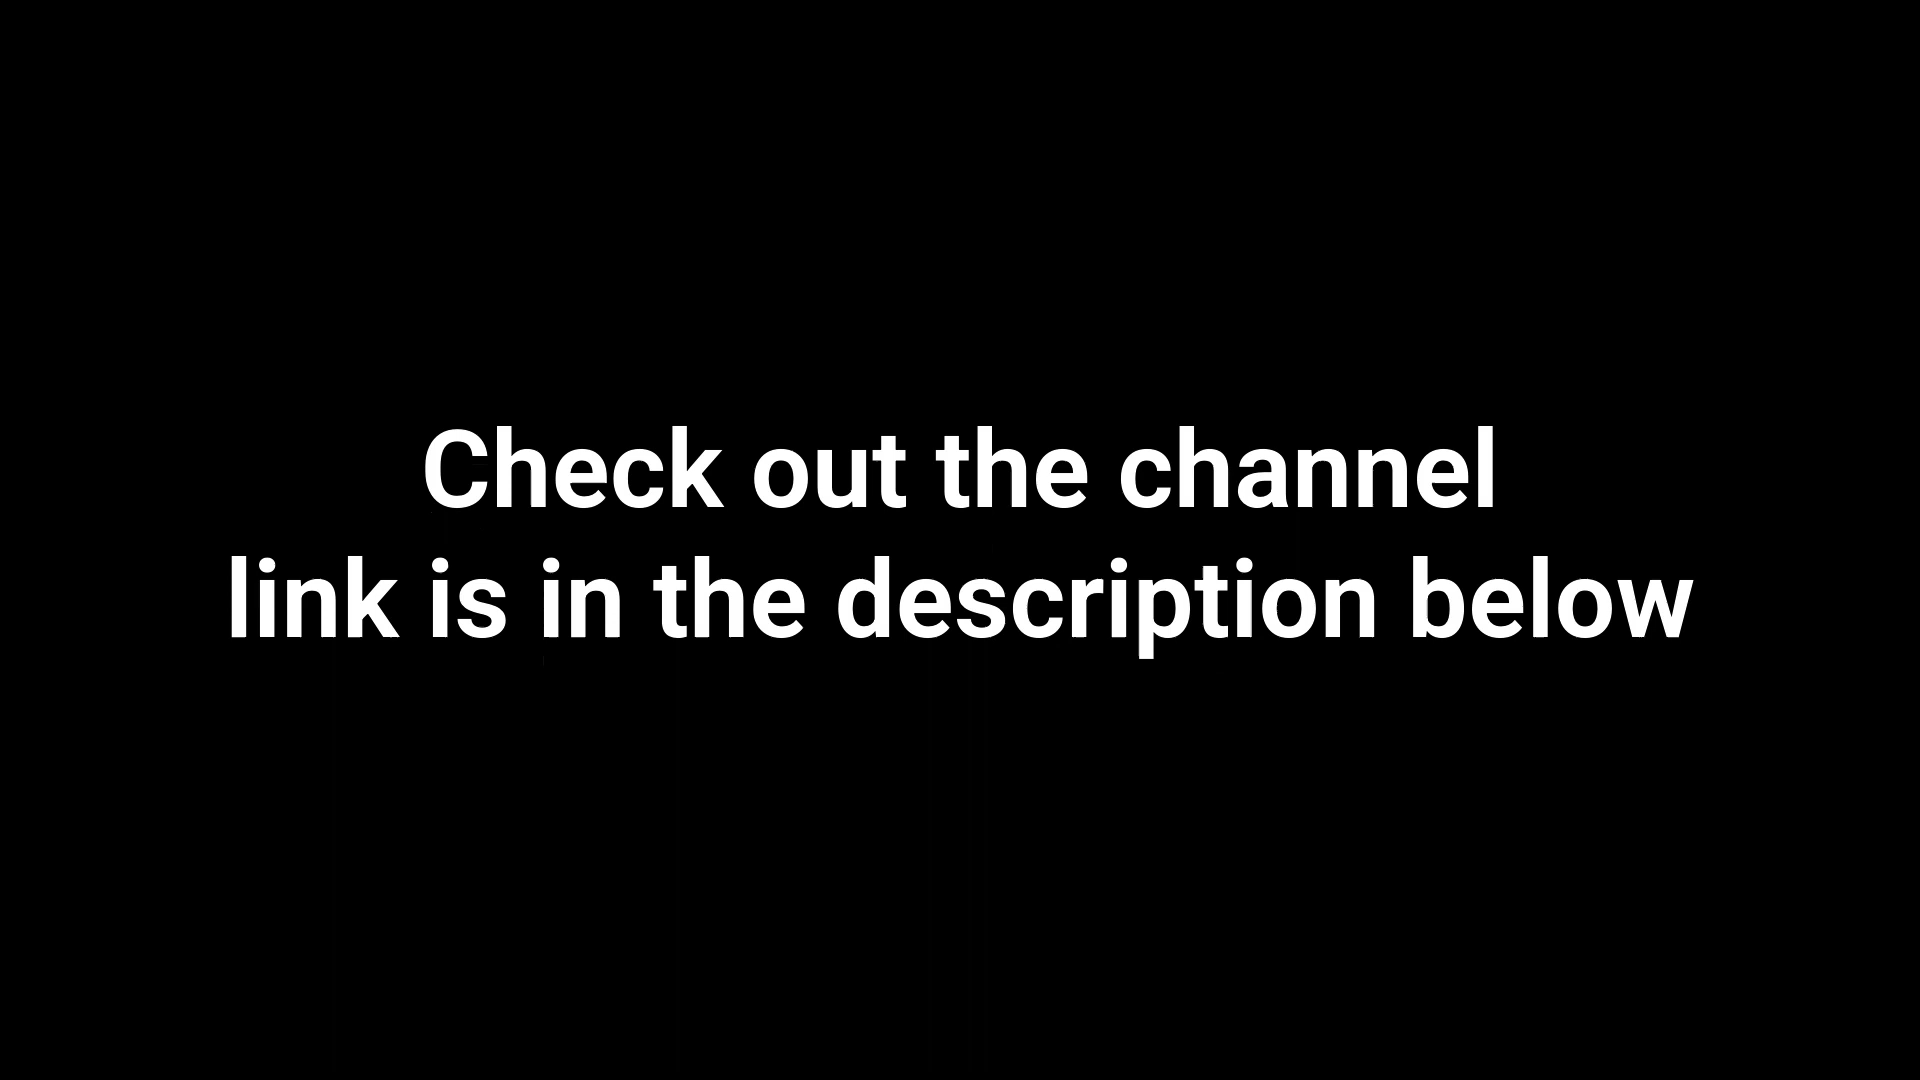 Check out the channel
link is in the description below